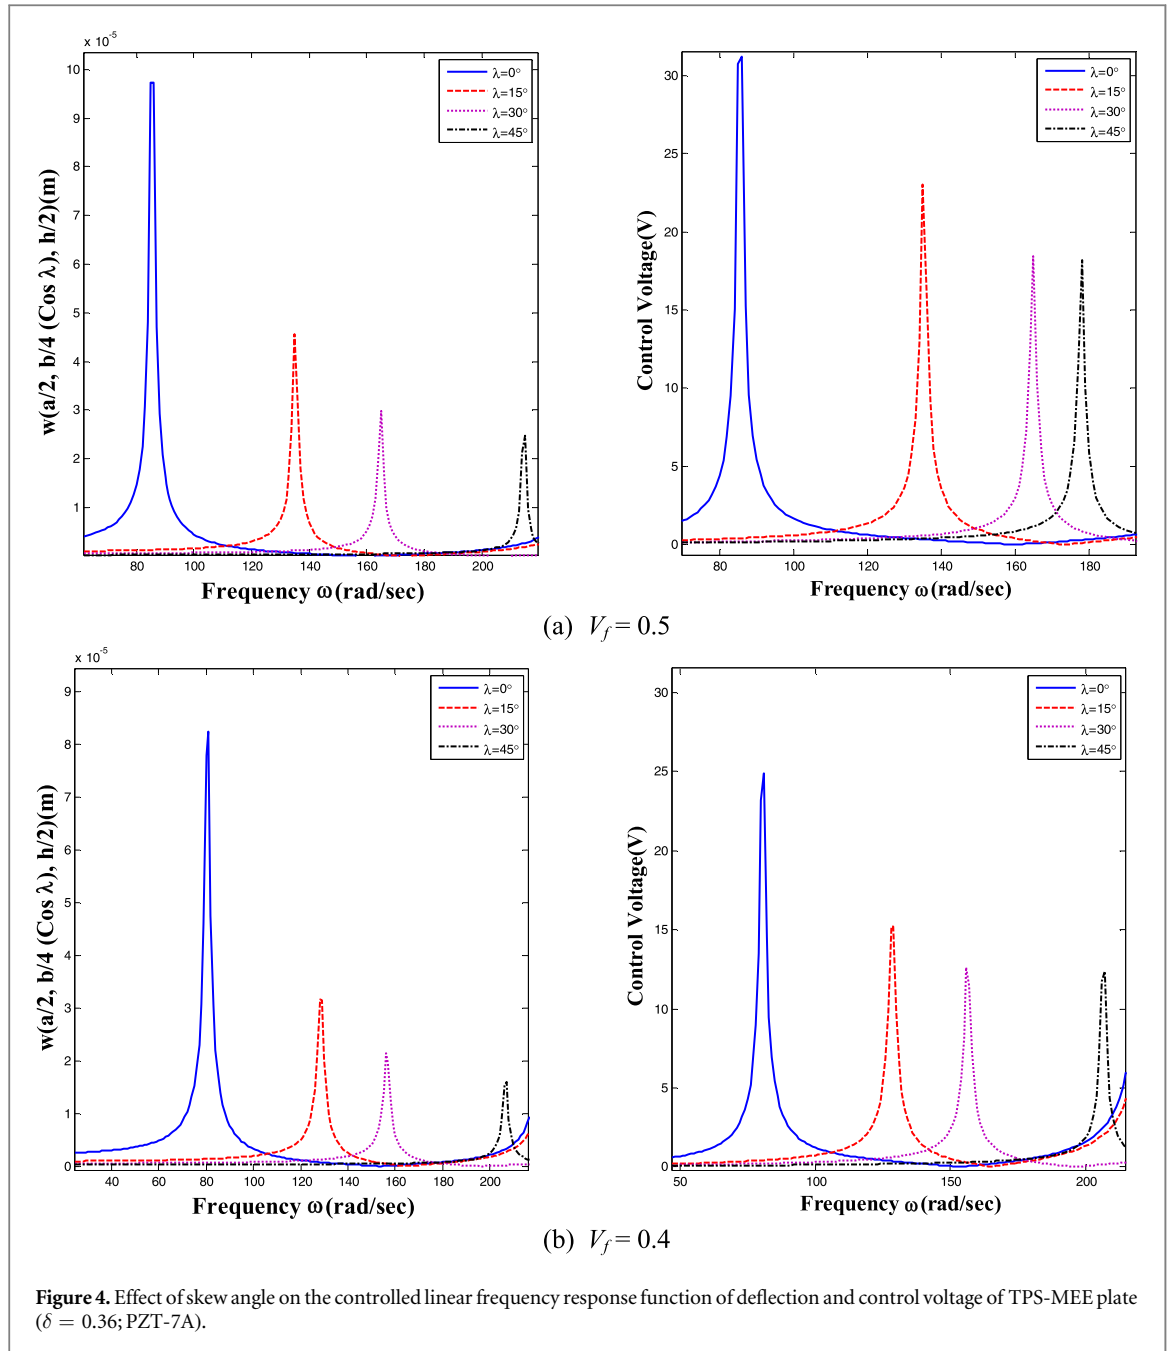 x 10⁻⁵
w(a/2, b/4 (Cos λ), h/2)(m)
10
9
8
7
6
5
4
3
2
1
80 100 120 140 160 180 200
Frequency ω(rad/sec)
λ=0°
λ=15°
λ=30°
λ=45°
Control Voltage(V)
30
25
20
15
10
5
0
80 100 120 140 160 180
Frequency ω(rad/sec)
λ=0°
λ=15°
λ=30°
λ=45°
(a) V_f = 0.5
x 10⁻⁵
w(a/2, b/4 (Cos λ), h/2)(m)
9
8
7
6
5
4
3
2
1
0
40 60 80 100 120 140 160 180 200
Frequency ω(rad/sec)
λ=0°
λ=15°
λ=30°
λ=45°
Control Voltage(V)
30
25
20
15
10
5
0
50 100 150 200
Frequency ω(rad/sec)
λ=0°
λ=15°
λ=30°
λ=45°
(b) V_f = 0.4
Figure 4. Effect of skew angle on the controlled linear frequency response function of deflection and control voltage of TPS-MEE plate
(δ = 0.36; PZT-7A).